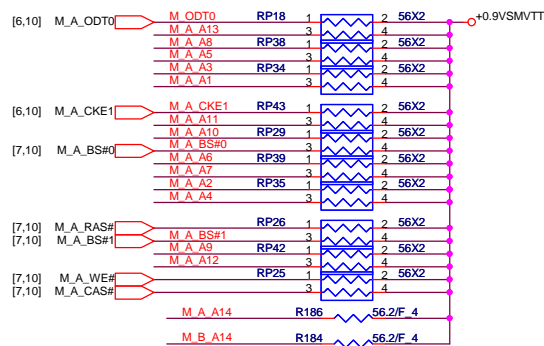 [6,10] M_A_ODT0 M_ODT0 RP18 1 2 56X2 +0.9VSMVTT
M_A_A13 3 4
M_A_A8 RP38 1 2 56X2
M_A_A5 3 4
M_A_A3 RP34 1 2 56X2
M_A_A1 3 4
[6,10] M_A_CKE1 M_A_CKE1 RP43 1 2 56X2
M_A_A11 3 4
M_A_A10 RP29 1 2 56X2
[7,10] M_A_BS#0 M_A_BS#0 3 4
M_A_A6 RP39 1 2 56X2
M_A_A7 3 4
M_A_A2 RP35 1 2 56X2
M_A_A4 3 4
[7,10] M_A_RAS# RP26 1 2 56X2
[7,10] M_A_BS#1 M_A_BS#1 3 4
M_A_A9 RP42 1 2 56X2
M_A_A12 3 4
[7,10] M_A_WE# RP25 1 2 56X2
[7,10] M_A_CAS# 3 4
M_A_A14 R186 56.2/F_4
M_B_A14 R184 56.2/F_4